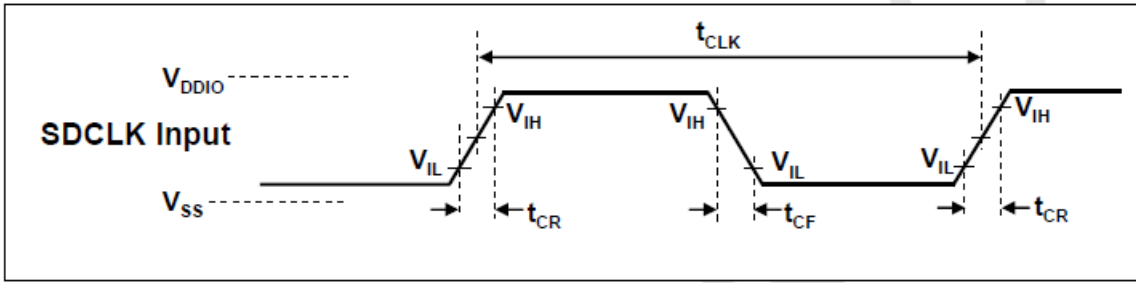 tCLK
VDDIO
VIH VIH VIH
SDCLK Input
VIL VIL VIL
VSS
tCR tCF tCR